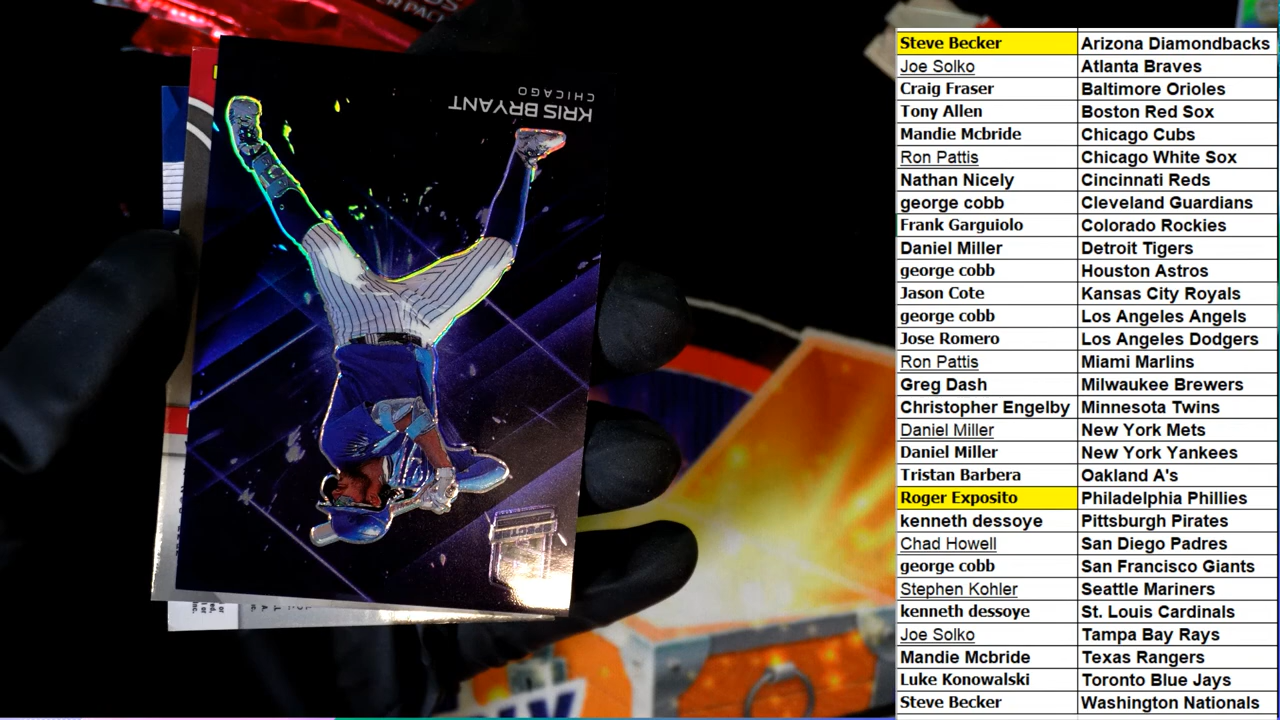 KRIS BRYANT
CHICAGO
Steve Becker Arizona Diamondbacks
Joe Solko Atlanta Braves
Craig Fraser Baltimore Orioles
Tony Allen Boston Red Sox
Mandie Mcbride Chicago Cubs
Ron Pattis Chicago White Sox
Nathan Nicely Cincinnati Reds
george cobb Cleveland Guardians
Frank Garguiolo Colorado Rockies
Daniel Miller Detroit Tigers
george cobb Houston Astros
Jason Cote Kansas City Royals
george cobb Los Angeles Angels
Jose Romero Los Angeles Dodgers
Ron Pattis Miami Marlins
Greg Dash Milwaukee Brewers
Christopher Engelby Minnesota Twins
Daniel Miller New York Mets
Daniel Miller New York Yankees
Tristan Barbera Oakland A's
Roger Exposito Philadelphia Phillies
kenneth dessoye Pittsburgh Pirates
Chad Howell San Diego Padres
george cobb San Francisco Giants
Stephen Kohler Seattle Mariners
kenneth dessoye St. Louis Cardinals
Joe Solko Tampa Bay Rays
Mandie Mcbride Texas Rangers
Luke Konowalski Toronto Blue Jays
Steve Becker Washington Nationals